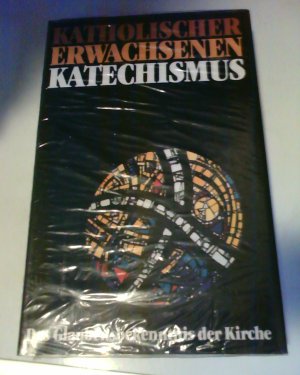 KATHOLISCHER
ERWACHSENEN
KATECHISMUS
Das Glaubensbekenntnis der Kirche